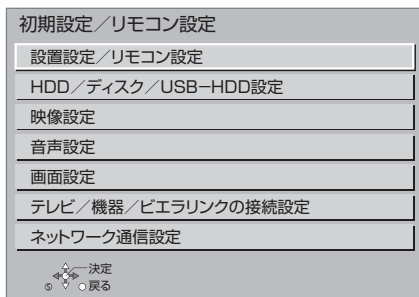 初期設定／リモコン設定
設置設定／リモコン設定
HDD／ディスク／USB−HDD設定
映像設定
音声設定
画面設定
テレビ／機器／ビエラリンクの接続設定
ネットワーク通信設定
決定
Ⓢ 戻る